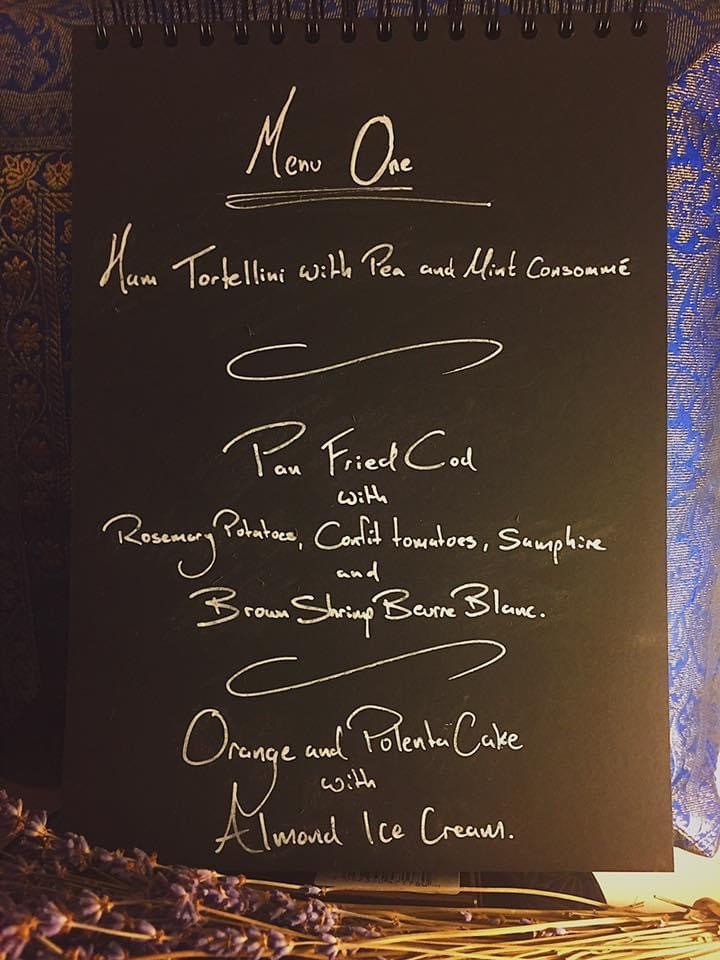 Menu One
Ham Tortellini with Pea and Mint Consommé
Pan Fried Cod
with
Rosemary Potatoes, Confit tomatoes, Samphire
and
Brown Shrimp Beurre Blanc.
Orange and Polenta Cake
with
Almond Ice Cream.